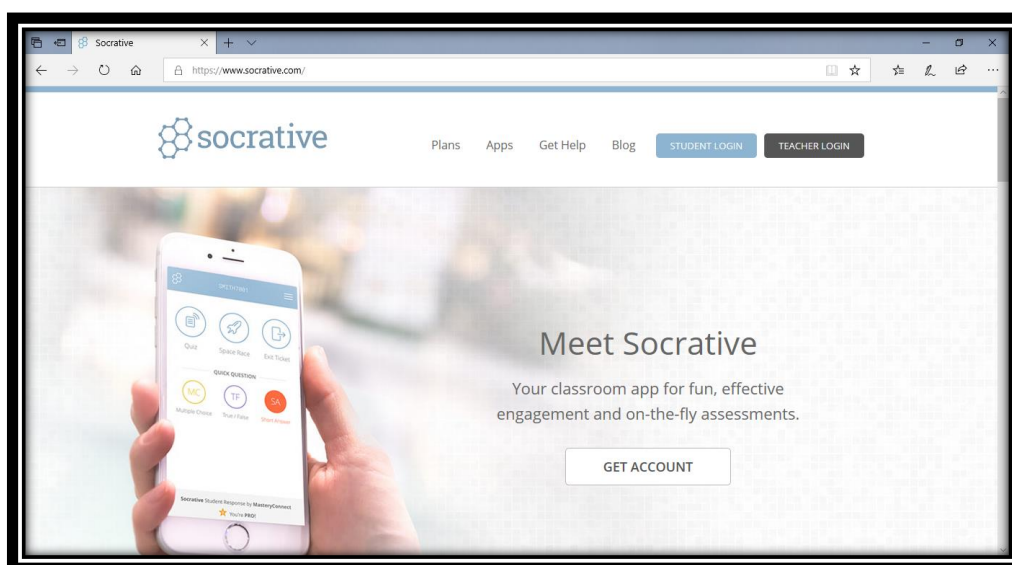 Socrative
https://www.socrative.com/
socrative
Plans Apps Get Help Blog STUDENT LOGIN TEACHER LOGIN
Quiz Space Race Exit Ticket
QUICK QUESTION
MC TF SA
Multiple Choice True / False Short Answer
Socrative Student Response by MasteryConnect
You're PRO!
Meet Socrative
Your classroom app for fun, effective
engagement and on-the-fly assessments.
GET ACCOUNT